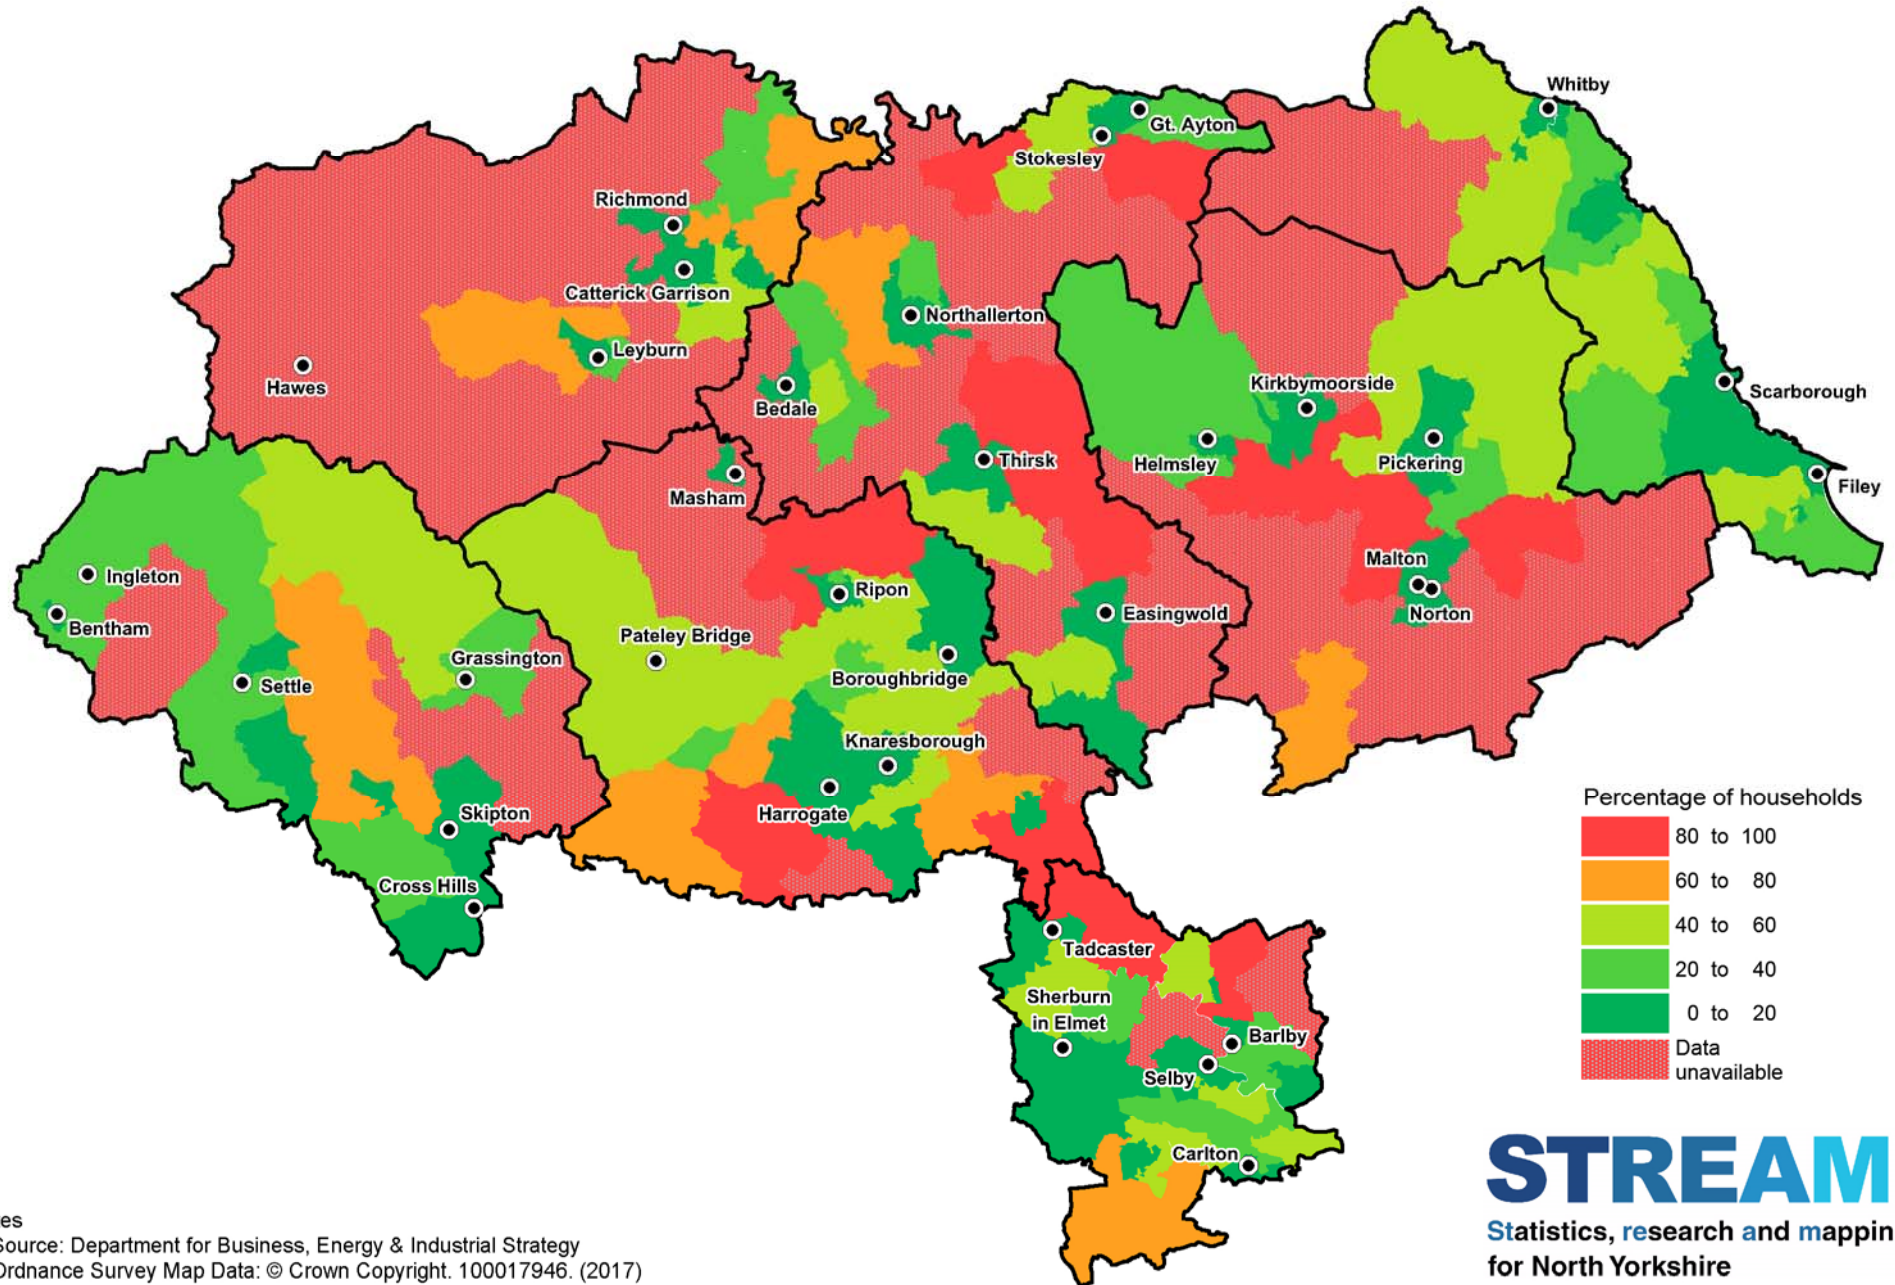 Whitby
Gt. Ayton
Stokesley
Richmond
Catterick Garrison
Northallerton
Leyburn
Hawes
Bedale
Kirkbymoorside
Scarborough
Thirsk
Helmsley
Pickering
Masham
Filey
Malton
Ingleton
Ripon
Norton
Easingwold
Bentham
Pateley Bridge
Grassington
Boroughbridge
Settle
Knaresborough
Harrogate
Skipton
Cross Hills
Tadcaster
Sherburn
in Elmet
Barlby
Selby
Carlton
Percentage of households
80 to 100
60 to 80
40 to 60
20 to 40
0 to 20
Data
unavailable
STREAM
Statistics, research and mappin
for North Yorkshire
es
Source: Department for Business, Energy & Industrial Strategy
Ordnance Survey Map Data: © Crown Copyright. 100017946. (2017)